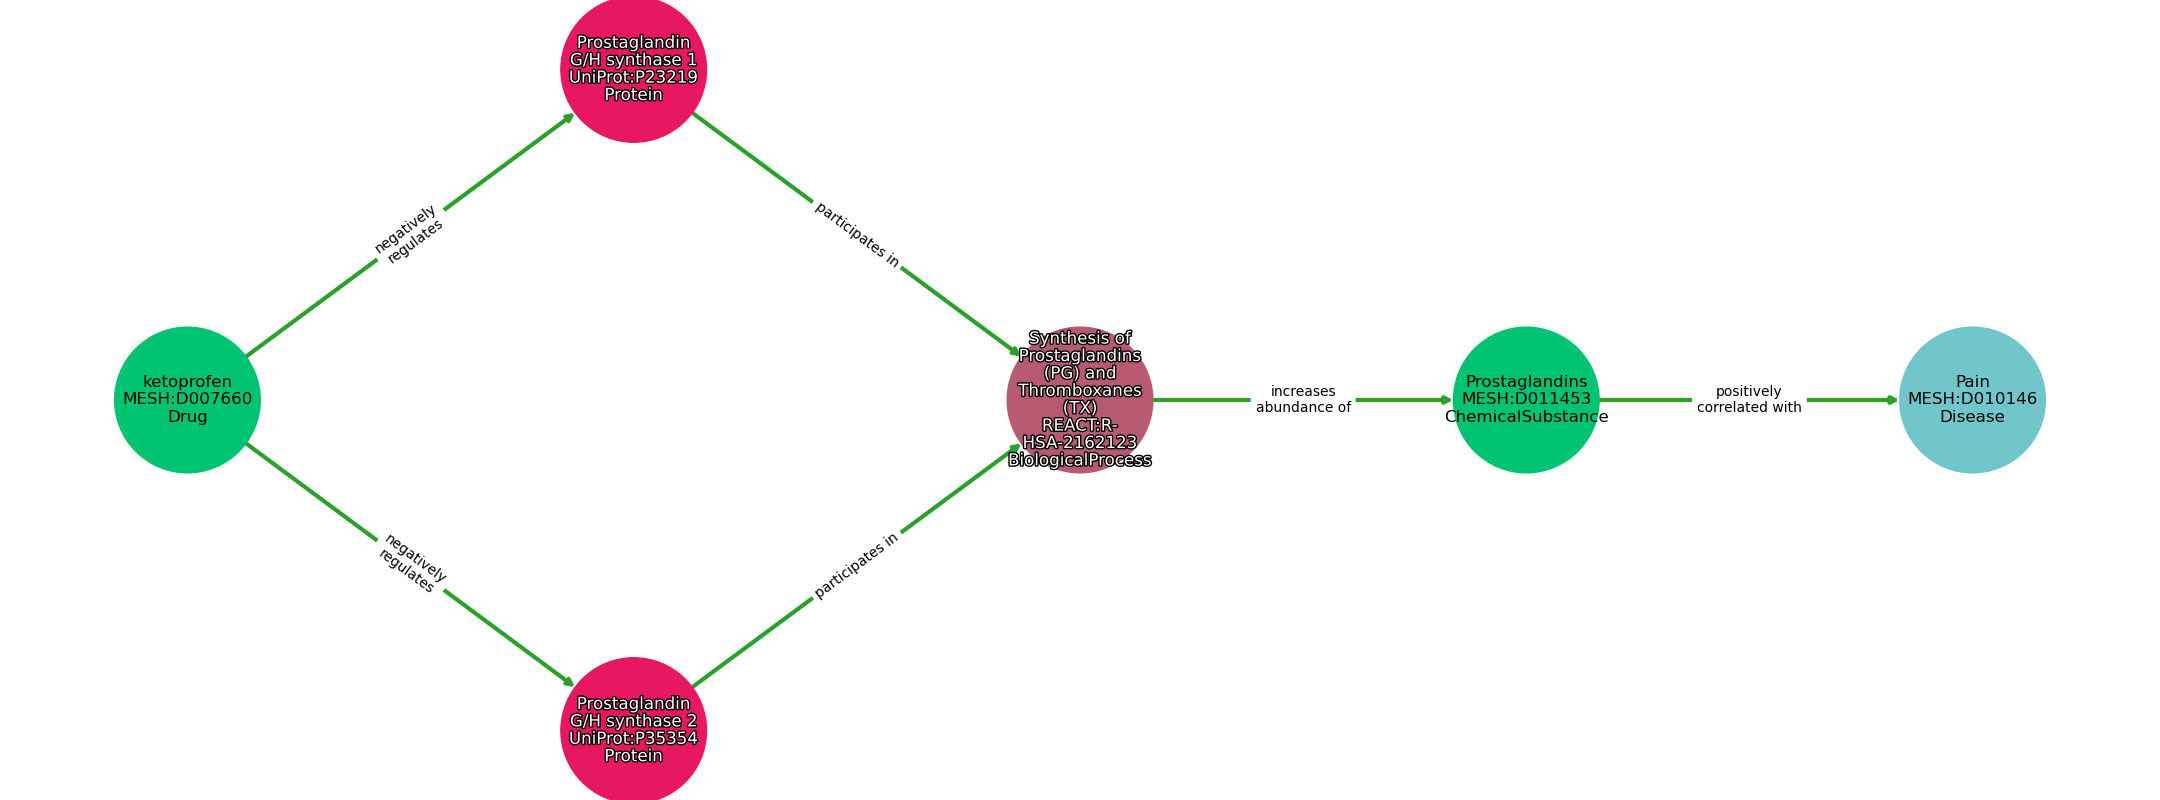 Prostaglandin
G/H synthase 1
UniProt:P23219
Protein
negatively
regulates
participates in
ketoprofen
MESH:D007660
Drug
Synthesis of
Prostaglandins
(PG) and
Thromboxanes
(TX)
REACT:R-
HSA-2162123
BiologicalProcess
increases
abundance of
Prostaglandins
MESH:D011453
ChemicalSubstance
positively
correlated with
Pain
MESH:D010146
Disease
negatively
regulates
participates in
Prostaglandin
G/H synthase 2
UniProt:P35354
Protein